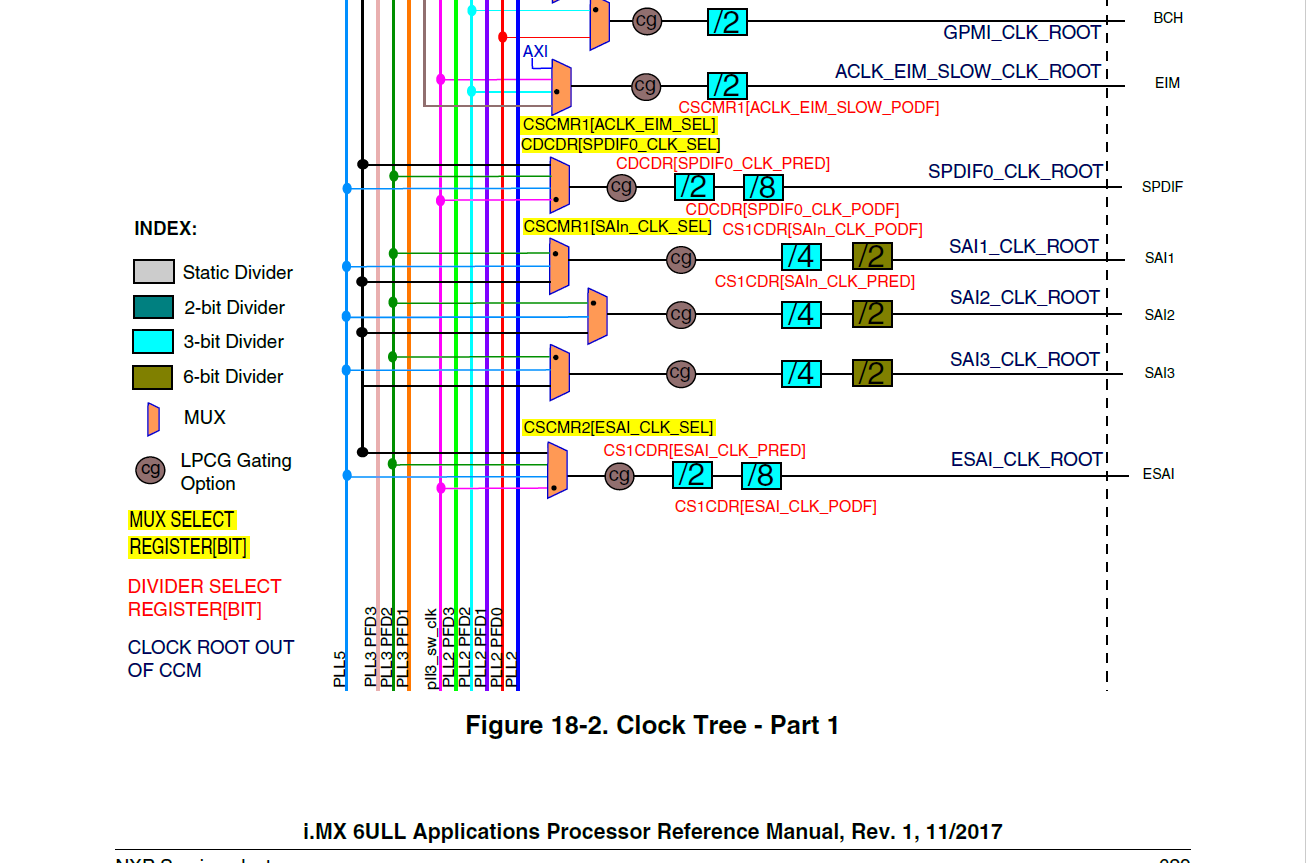 cg
/2
BCH
GPMI_CLK_ROOT
AXI
cg
/2
ACLK_EIM_SLOW_CLK_ROOT
EIM
CSCMR1[ACLK_EIM_SLOW_PODF]
CSCMR1[ACLK_EIM_SEL]
CDCDR[SPDIF0_CLK_SEL]
CDCDR[SPDIF0_CLK_PRED]
cg
/2
/8
SPDIF0_CLK_ROOT
SPDIF
CDCDR[SPDIF0_CLK_PODF]
CSCMR1[SAIn_CLK_SEL]
CS1CDR[SAIn_CLK_PODF]
cg
/4
/2
SAI1_CLK_ROOT
SAI1
CS1CDR[SAIn_CLK_PRED]
cg
/4
/2
SAI2_CLK_ROOT
SAI2
cg
/4
/2
SAI3_CLK_ROOT
SAI3
CSCMR2[ESAI_CLK_SEL]
CS1CDR[ESAI_CLK_PRED]
cg
/2
/8
ESAI_CLK_ROOT
ESAI
CS1CDR[ESAI_CLK_PODF]
INDEX:
Static Divider
2-bit Divider
3-bit Divider
6-bit Divider
MUX
cg
LPCG Gating
Option
MUX SELECT
REGISTER[BIT]
DIVIDER SELECT
REGISTER[BIT]
CLOCK ROOT OUT
OF CCM
PLL5
PLL3 PFD3
PLL3 PFD2
PLL3 PFD1
pll3_sw_clk
PLL2 PFD3
PLL2 PFD2
PLL2 PFD1
PLL2 PFD0
PLL2
Figure 18-2. Clock Tree - Part 1
i.MX 6ULL Applications Processor Reference Manual, Rev. 1, 11/2017